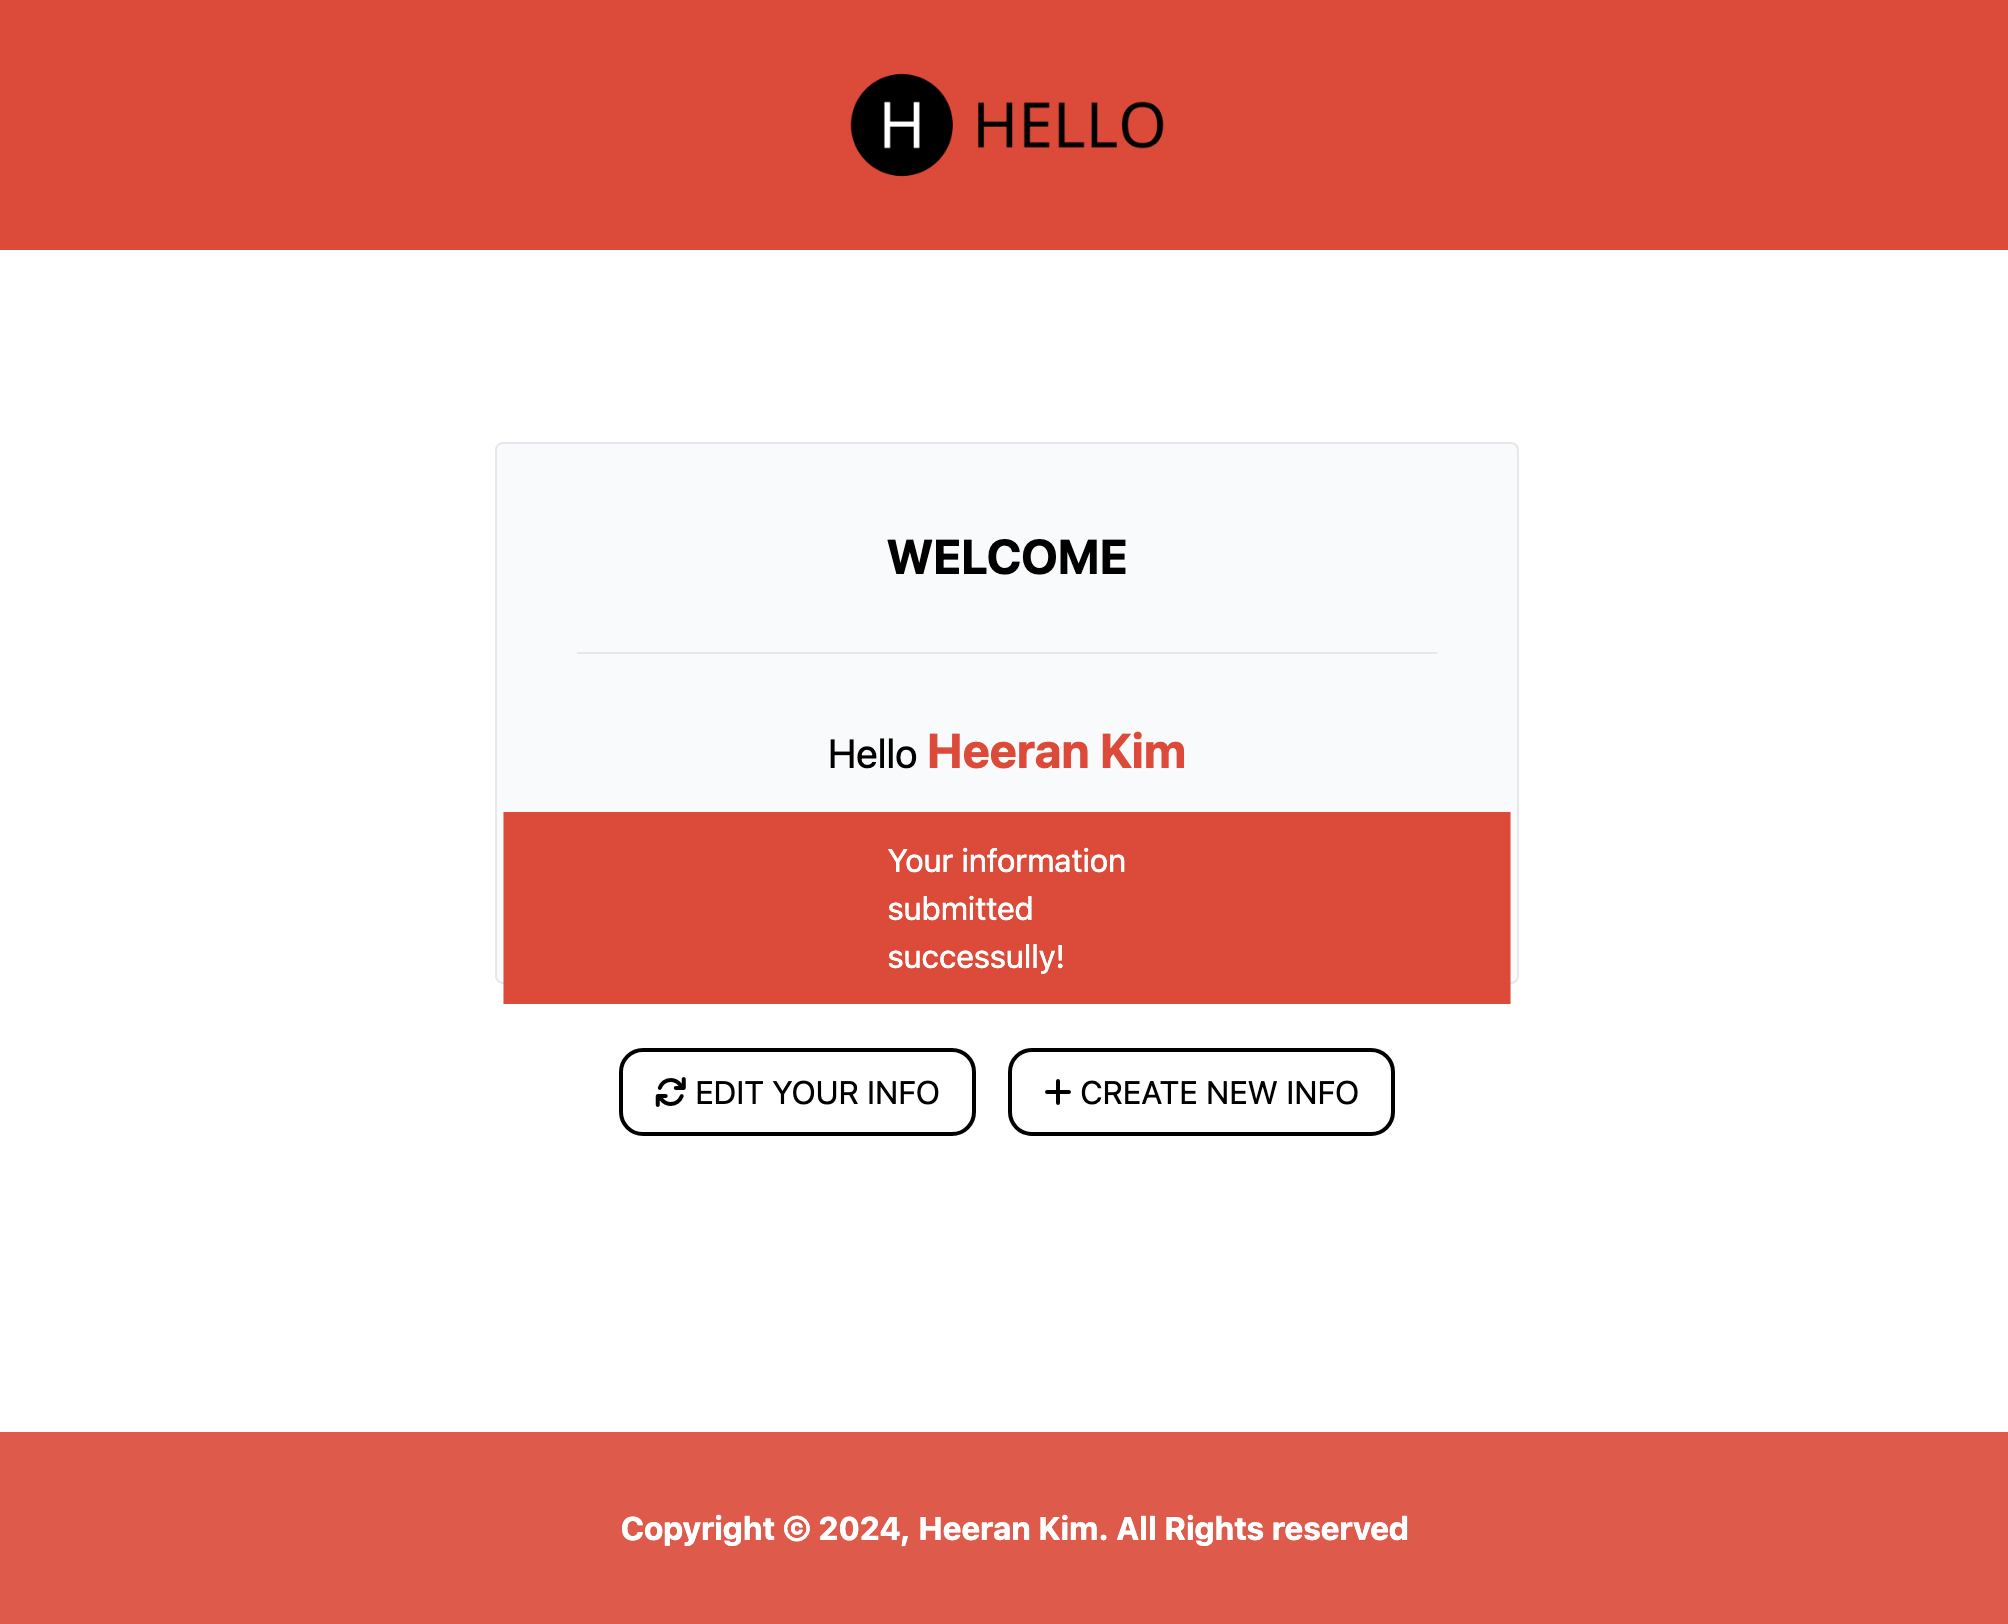 H HELLO
WELCOME
Hello Heeran Kim
Your information
submitted
successully!
EDIT YOUR INFO
CREATE NEW INFO
Copyright © 2024, Heeran Kim. All Rights reserved